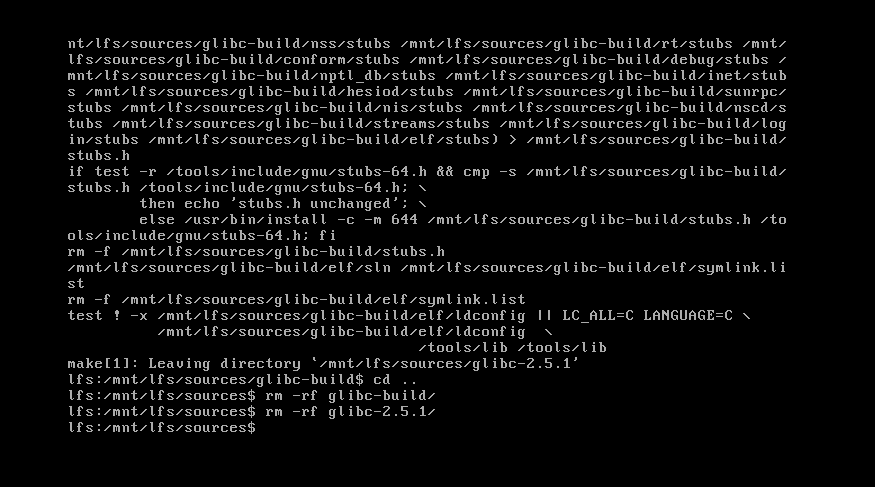 nt/lfs/sources/glibc-build/nss/stubs /mnt/lfs/sources/glibc-build/rt/stubs /mnt/
lfs/sources/glibc-build/conform/stubs /mnt/lfs/sources/glibc-build/debug/stubs /
mnt/lfs/sources/glibc-build/nptl_db/stubs /mnt/lfs/sources/glibc-build/inet/stub
s /mnt/lfs/sources/glibc-build/hesiod/stubs /mnt/lfs/sources/glibc-build/sunrpc/
stubs /mnt/lfs/sources/glibc-build/nis/stubs /mnt/lfs/sources/glibc-build/nscd/s
tubs /mnt/lfs/sources/glibc-build/streams/stubs /mnt/lfs/sources/glibc-build/log
in/stubs /mnt/lfs/sources/glibc-build/elf/stubs) > /mnt/lfs/sources/glibc-build/
stubs.h
if test -r /tools/include/gnu/stubs-64.h && cmp -s /mnt/lfs/sources/glibc-build/
stubs.h /tools/include/gnu/stubs-64.h; \
        then echo 'stubs.h unchanged'; \
        else /usr/bin/install -c -m 644 /mnt/lfs/sources/glibc-build/stubs.h /to
ols/include/gnu/stubs-64.h; fi
rm -f /mnt/lfs/sources/glibc-build/stubs.h
/mnt/lfs/sources/glibc-build/elf/sln /mnt/lfs/sources/glibc-build/elf/symlink.li
st
rm -f /mnt/lfs/sources/glibc-build/elf/symlink.list
test ! -x /mnt/lfs/sources/glibc-build/elf/ldconfig || LC_ALL=C LANGUAGE=C \
          /mnt/lfs/sources/glibc-build/elf/ldconfig  \
                                       /tools/lib /tools/lib
make[1]: Leaving directory `/mnt/lfs/sources/glibc-2.5.1'
lfs:/mnt/lfs/sources/glibc-build$ cd ..
lfs:/mnt/lfs/sources$ rm -rf glibc-build/
lfs:/mnt/lfs/sources$ rm -rf glibc-2.5.1/
lfs:/mnt/lfs/sources$